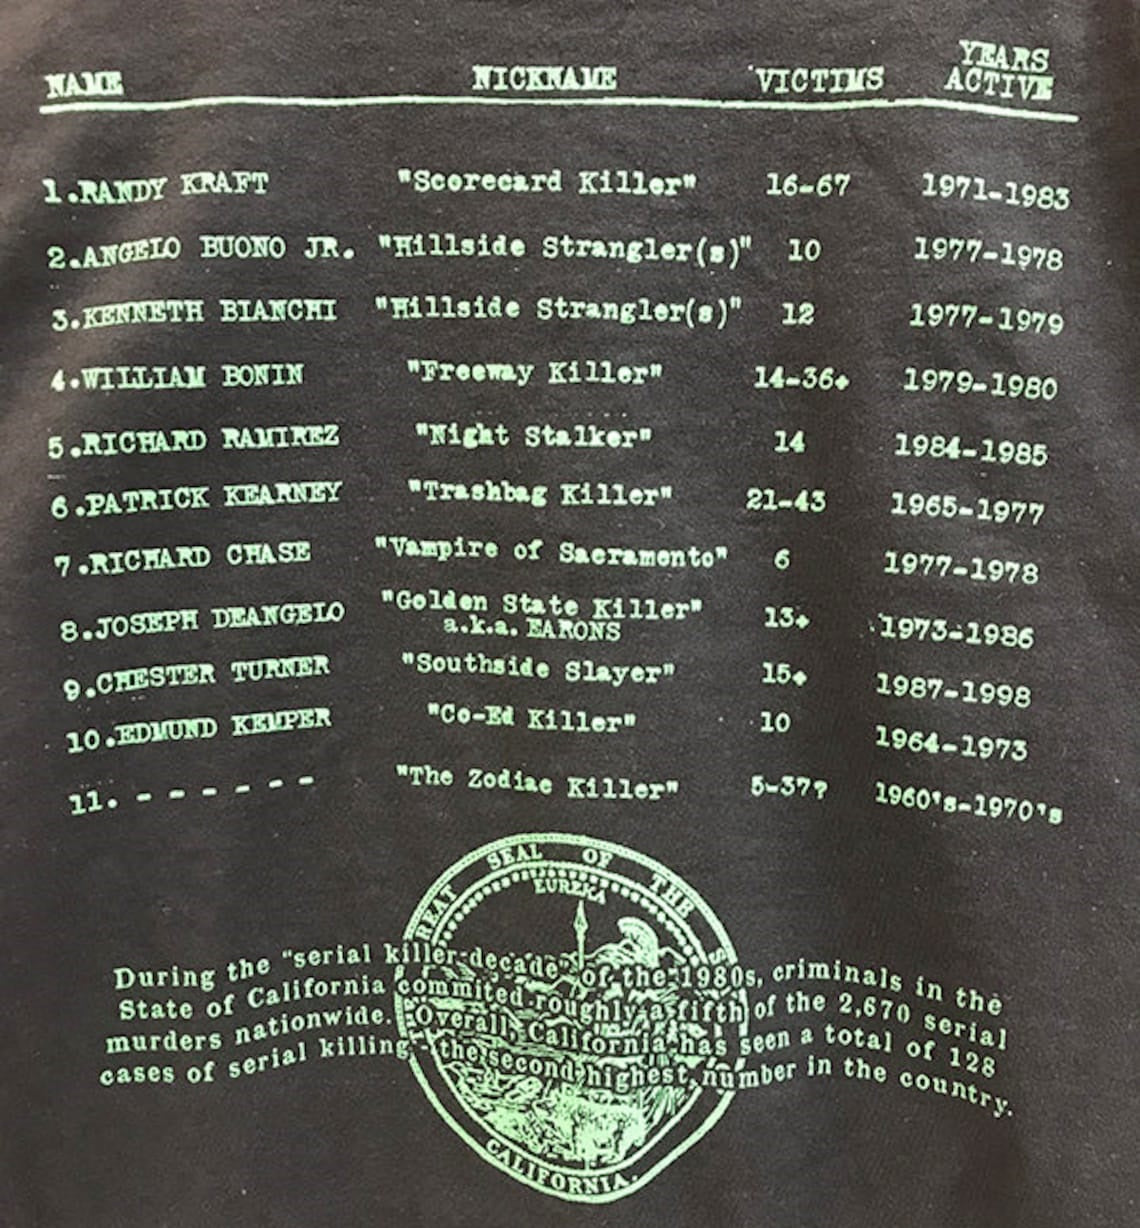 NAME NICKNAME VICTIMS YEARS ACTIVE
1.RANDY KRAFT "Scorecard Killer" 16-67 1971-1983
2.ANGELO BUONO JR. "Hillside Strangler(s)" 10 1977-1978
3.KENNETH BIANCHI "Hillside Strangler(s)" 12 1977-1979
4.WILLIAM BONIN "Freeway Killer" 14-36+ 1979-1980
5.RICHARD RAMIREZ "Night Stalker" 14 1984-1985
6.PATRICK KEARNEY "Trashbag Killer" 21-43 1965-1977
7.RICHARD CHASE "Vampire of Sacramento" 6 1977-1978
8.JOSEPH DEANGELO "Golden State Killer" 13+ 1973-1986
a.k.a. EARONS
9.CHESTER TURNER "Southside Slayer" 15+ 1987-1998
10.EDMUND KEMPER "Co-Ed Killer" 10 1964-1973
11. - - - - - - "The Zodiac Killer" 5-37? 1960's-1970's
REAT SEAL OF THE S
EUREKA
During the "serial killer decade" of the 1980s, criminals in the
State of California commited roughly a fifth of the 2,670 serial
murders nationwide. Overall, California has seen a total of 128
cases of serial killing - the second highest number in the country.
CALIFORNIA.